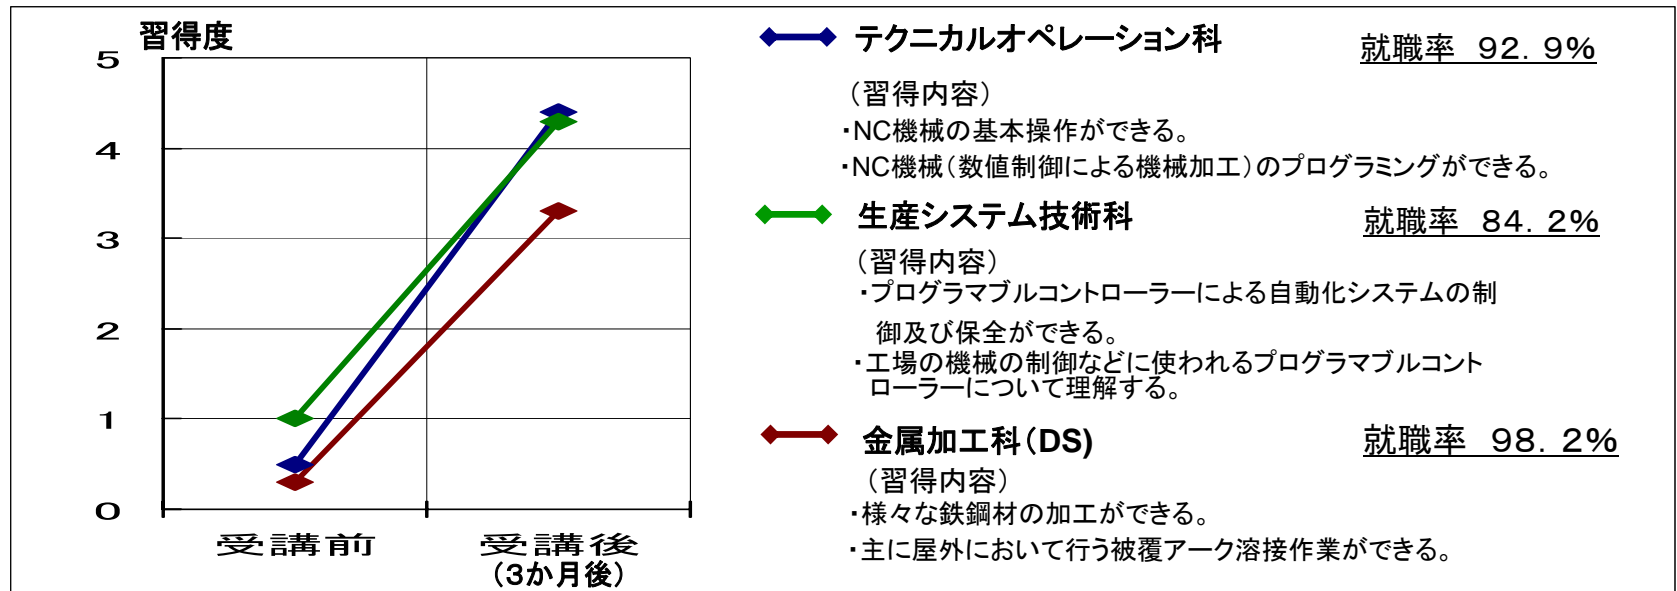 習得度
5
4
3
2
1
0
受講前 受講後
(3か月後)
テクニカルオペレーション科 就職率 92.9%
(習得内容)
・NC機械の基本操作ができる。
・NC機械(数値制御による機械加工)のプログラミングができる。
生産システム技術科 就職率 84.2%
(習得内容)
・プログラマブルコントローラーによる自動化システムの制
御及び保全ができる。
・工場の機械の制御などに使われるプログラマブルコント
ローラーについて理解する。
金属加工科(DS) 就職率 98.2%
(習得内容)
・様々な鉄鋼材の加工ができる。
・主に屋外において行う被覆アーク溶接作業ができる。